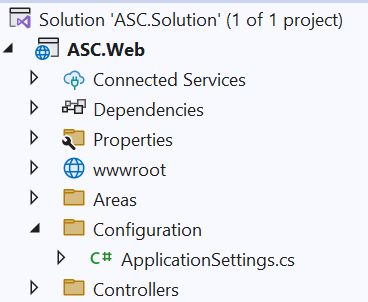 Solution 'ASC.Solution' (1 of 1 project)
ASC.Web
Connected Services
Dependencies
Properties
wwwroot
Areas
Configuration
C# ApplicationSettings.cs
Controllers